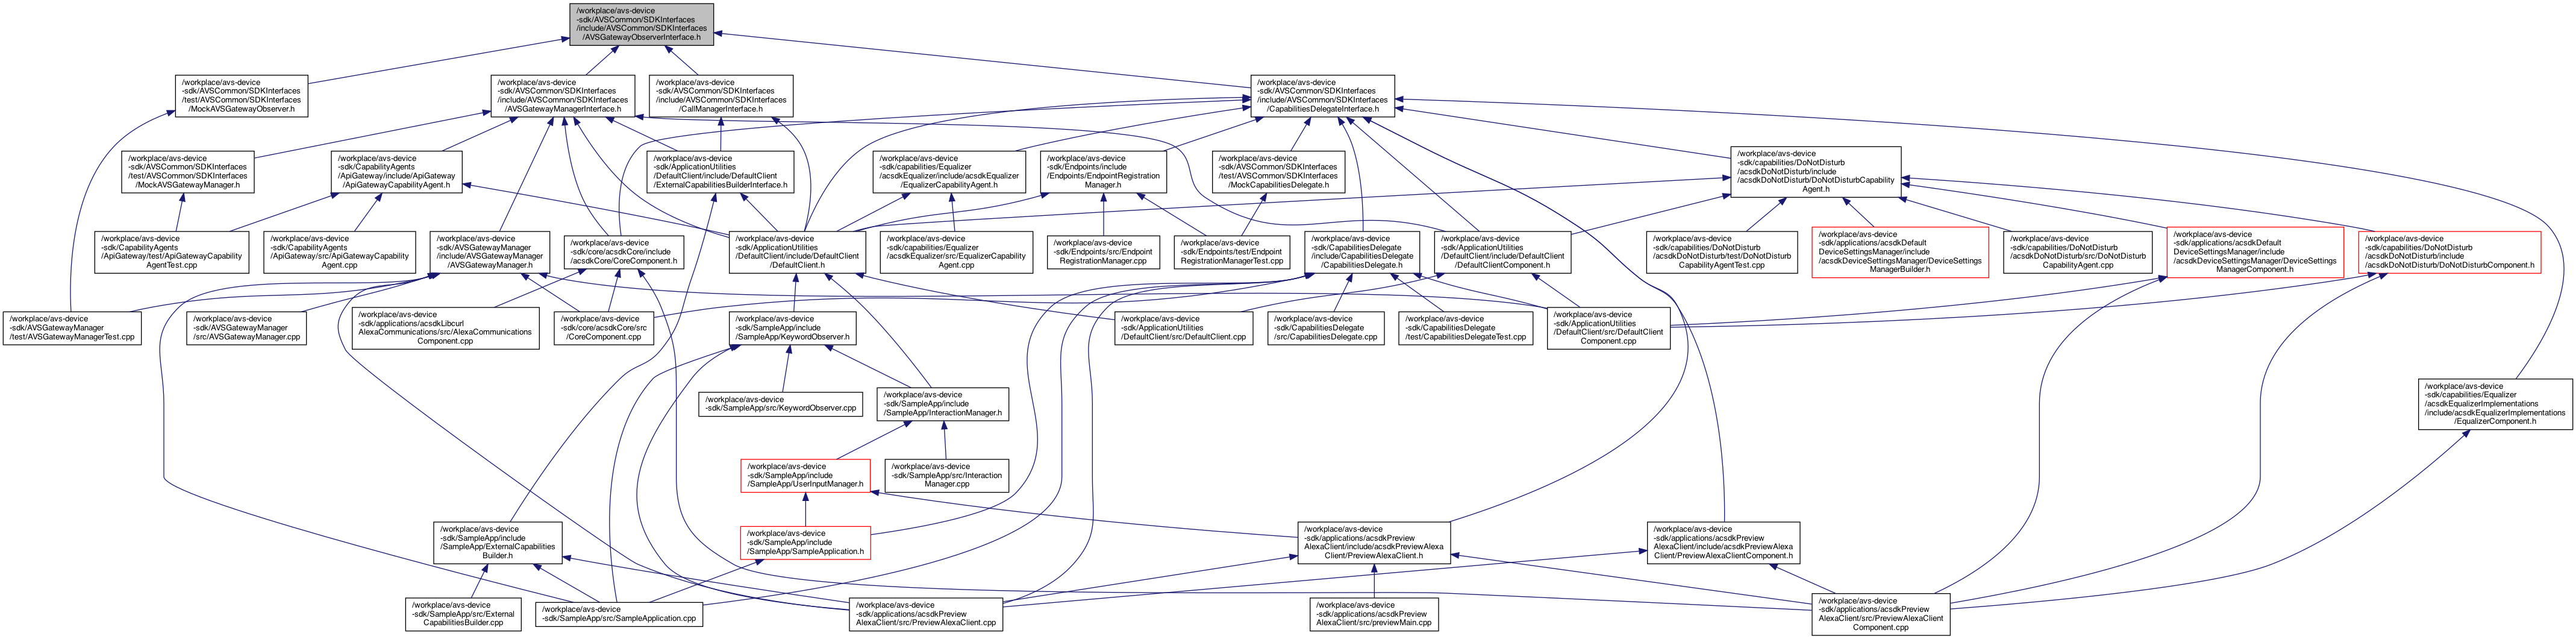 /workplace/avs-device
-sdk/AVSCommon/SDKInterfaces
/include/AVSCommon/SDKInterfaces
/AVSGatewayObserverInterface.h
/workplace/avs-device
-sdk/AVSCommon/SDKInterfaces
/test/AVSCommon/SDKInterfaces
/MockAVSGatewayObserver.h
/workplace/avs-device
-sdk/AVSCommon/SDKInterfaces
/include/AVSCommon/SDKInterfaces
/AVSGatewayManagerInterface.h
/workplace/avs-device
-sdk/AVSCommon/SDKInterfaces
/include/AVSCommon/SDKInterfaces
/CallManagerInterface.h
/workplace/avs-device
-sdk/AVSCommon/SDKInterfaces
/include/AVSCommon/SDKInterfaces
/CapabilitiesDelegateInterface.h
/workplace/avs-device
-sdk/AVSCommon/SDKInterfaces
/test/AVSCommon/SDKInterfaces
/MockAVSGatewayManager.h
/workplace/avs-device
-sdk/CapabilityAgents
/ApiGateway/include/ApiGateway
/ApiGatewayCapabilityAgent.h
/workplace/avs-device
-sdk/ApplicationUtilities
/DefaultClient/include/DefaultClient
/ExternalCapabilitiesBuilderInterface.h
/workplace/avs-device
-sdk/capabilities/Equalizer
/acsdkEqualizer/include/acsdkEqualizer
/EqualizerCapabilityAgent.h
/workplace/avs-device
-sdk/Endpoints/include
/Endpoints/EndpointRegistration
Manager.h
/workplace/avs-device
-sdk/AVSCommon/SDKInterfaces
/test/AVSCommon/SDKInterfaces
/MockCapabilitiesDelegate.h
/workplace/avs-device
-sdk/capabilities/DoNotDisturb
/acsdkDoNotDisturb/include
/acsdkDoNotDisturb/DoNotDisturbCapability
Agent.h
/workplace/avs-device
-sdk/CapabilityAgents
/ApiGateway/test/ApiGatewayCapability
AgentTest.cpp
/workplace/avs-device
-sdk/CapabilityAgents
/ApiGateway/src/ApiGatewayCapability
Agent.cpp
/workplace/avs-device
-sdk/AVSGatewayManager
/include/AVSGatewayManager
/AVSGatewayManager.h
/workplace/avs-device
-sdk/core/acsdkCore/include
/acsdkCore/CoreComponent.h
/workplace/avs-device
-sdk/ApplicationUtilities
/DefaultClient/include/DefaultClient
/DefaultClient.h
/workplace/avs-device
-sdk/capabilities/Equalizer
/acsdkEqualizer/src/EqualizerCapability
Agent.cpp
/workplace/avs-device
-sdk/Endpoints/src/Endpoint
RegistrationManager.cpp
/workplace/avs-device
-sdk/Endpoints/test/Endpoint
RegistrationManagerTest.cpp
/workplace/avs-device
-sdk/CapabilitiesDelegate
/include/CapabilitiesDelegate
/CapabilitiesDelegate.h
/workplace/avs-device
-sdk/ApplicationUtilities
/DefaultClient/include/DefaultClient
/DefaultClientComponent.h
/workplace/avs-device
-sdk/capabilities/DoNotDisturb
/acsdkDoNotDisturb/test/DoNotDisturb
CapabilityAgentTest.cpp
/workplace/avs-device
-sdk/applications/acsdkDefault
DeviceSettingsManager/include
/acsdkDeviceSettingsManager/DeviceSettings
ManagerBuilder.h
/workplace/avs-device
-sdk/capabilities/DoNotDisturb
/acsdkDoNotDisturb/src/DoNotDisturb
CapabilityAgent.cpp
/workplace/avs-device
-sdk/applications/acsdkDefault
DeviceSettingsManager/include
/acsdkDeviceSettingsManager/DeviceSettings
ManagerComponent.h
/workplace/avs-device
-sdk/capabilities/DoNotDisturb
/acsdkDoNotDisturb/include
/acsdkDoNotDisturb/DoNotDisturbComponent.h
/workplace/avs-device
-sdk/AVSGatewayManager
/test/AVSGatewayManagerTest.cpp
/workplace/avs-device
-sdk/AVSGatewayManager
/src/AVSGatewayManager.cpp
/workplace/avs-device
-sdk/applications/acsdkLibcurl
AlexaCommunications/src/AlexaCommunications
Component.cpp
/workplace/avs-device
-sdk/core/acsdkCore/src
/CoreComponent.cpp
/workplace/avs-device
-sdk/SampleApp/include
/SampleApp/KeywordObserver.h
/workplace/avs-device
-sdk/ApplicationUtilities
/DefaultClient/src/DefaultClient.cpp
/workplace/avs-device
-sdk/CapabilitiesDelegate
/src/CapabilitiesDelegate.cpp
/workplace/avs-device
-sdk/CapabilitiesDelegate
/test/CapabilitiesDelegateTest.cpp
/workplace/avs-device
-sdk/ApplicationUtilities
/DefaultClient/src/DefaultClient
Component.cpp
/workplace/avs-device
-sdk/SampleApp/src/KeywordObserver.cpp
/workplace/avs-device
-sdk/SampleApp/include
/SampleApp/InteractionManager.h
/workplace/avs-device
-sdk/capabilities/Equalizer
/acsdkEqualizerImplementations
/include/acsdkEqualizerImplementations
/EqualizerComponent.h
/workplace/avs-device
-sdk/SampleApp/include
/SampleApp/UserInputManager.h
/workplace/avs-device
-sdk/SampleApp/src/Interaction
Manager.cpp
/workplace/avs-device
-sdk/SampleApp/include
/SampleApp/ExternalCapabilities
Builder.h
/workplace/avs-device
-sdk/SampleApp/include
/SampleApp/SampleApplication.h
/workplace/avs-device
-sdk/applications/acsdkPreview
AlexaClient/include/acsdkPreviewAlexa
Client/PreviewAlexaClient.h
/workplace/avs-device
-sdk/applications/acsdkPreview
AlexaClient/include/acsdkPreviewAlexa
Client/PreviewAlexaClientComponent.h
/workplace/avs-device
-sdk/SampleApp/src/External
CapabilitiesBuilder.cpp
/workplace/avs-device
-sdk/SampleApp/src/SampleApplication.cpp
/workplace/avs-device
-sdk/applications/acsdkPreview
AlexaClient/src/PreviewAlexaClient.cpp
/workplace/avs-device
-sdk/applications/acsdkPreview
AlexaClient/src/previewMain.cpp
/workplace/avs-device
-sdk/applications/acsdkPreview
AlexaClient/src/PreviewAlexaClient
Component.cpp